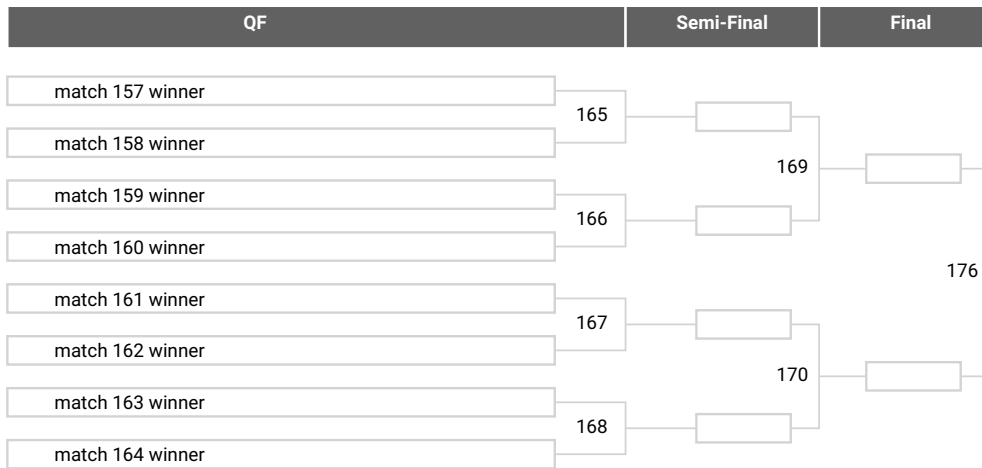 QF Semi-Final Final
match 157 winner
165
match 158 winner
169
match 159 winner
166
match 160 winner
176
match 161 winner
167
match 162 winner
170
match 163 winner
168
match 164 winner